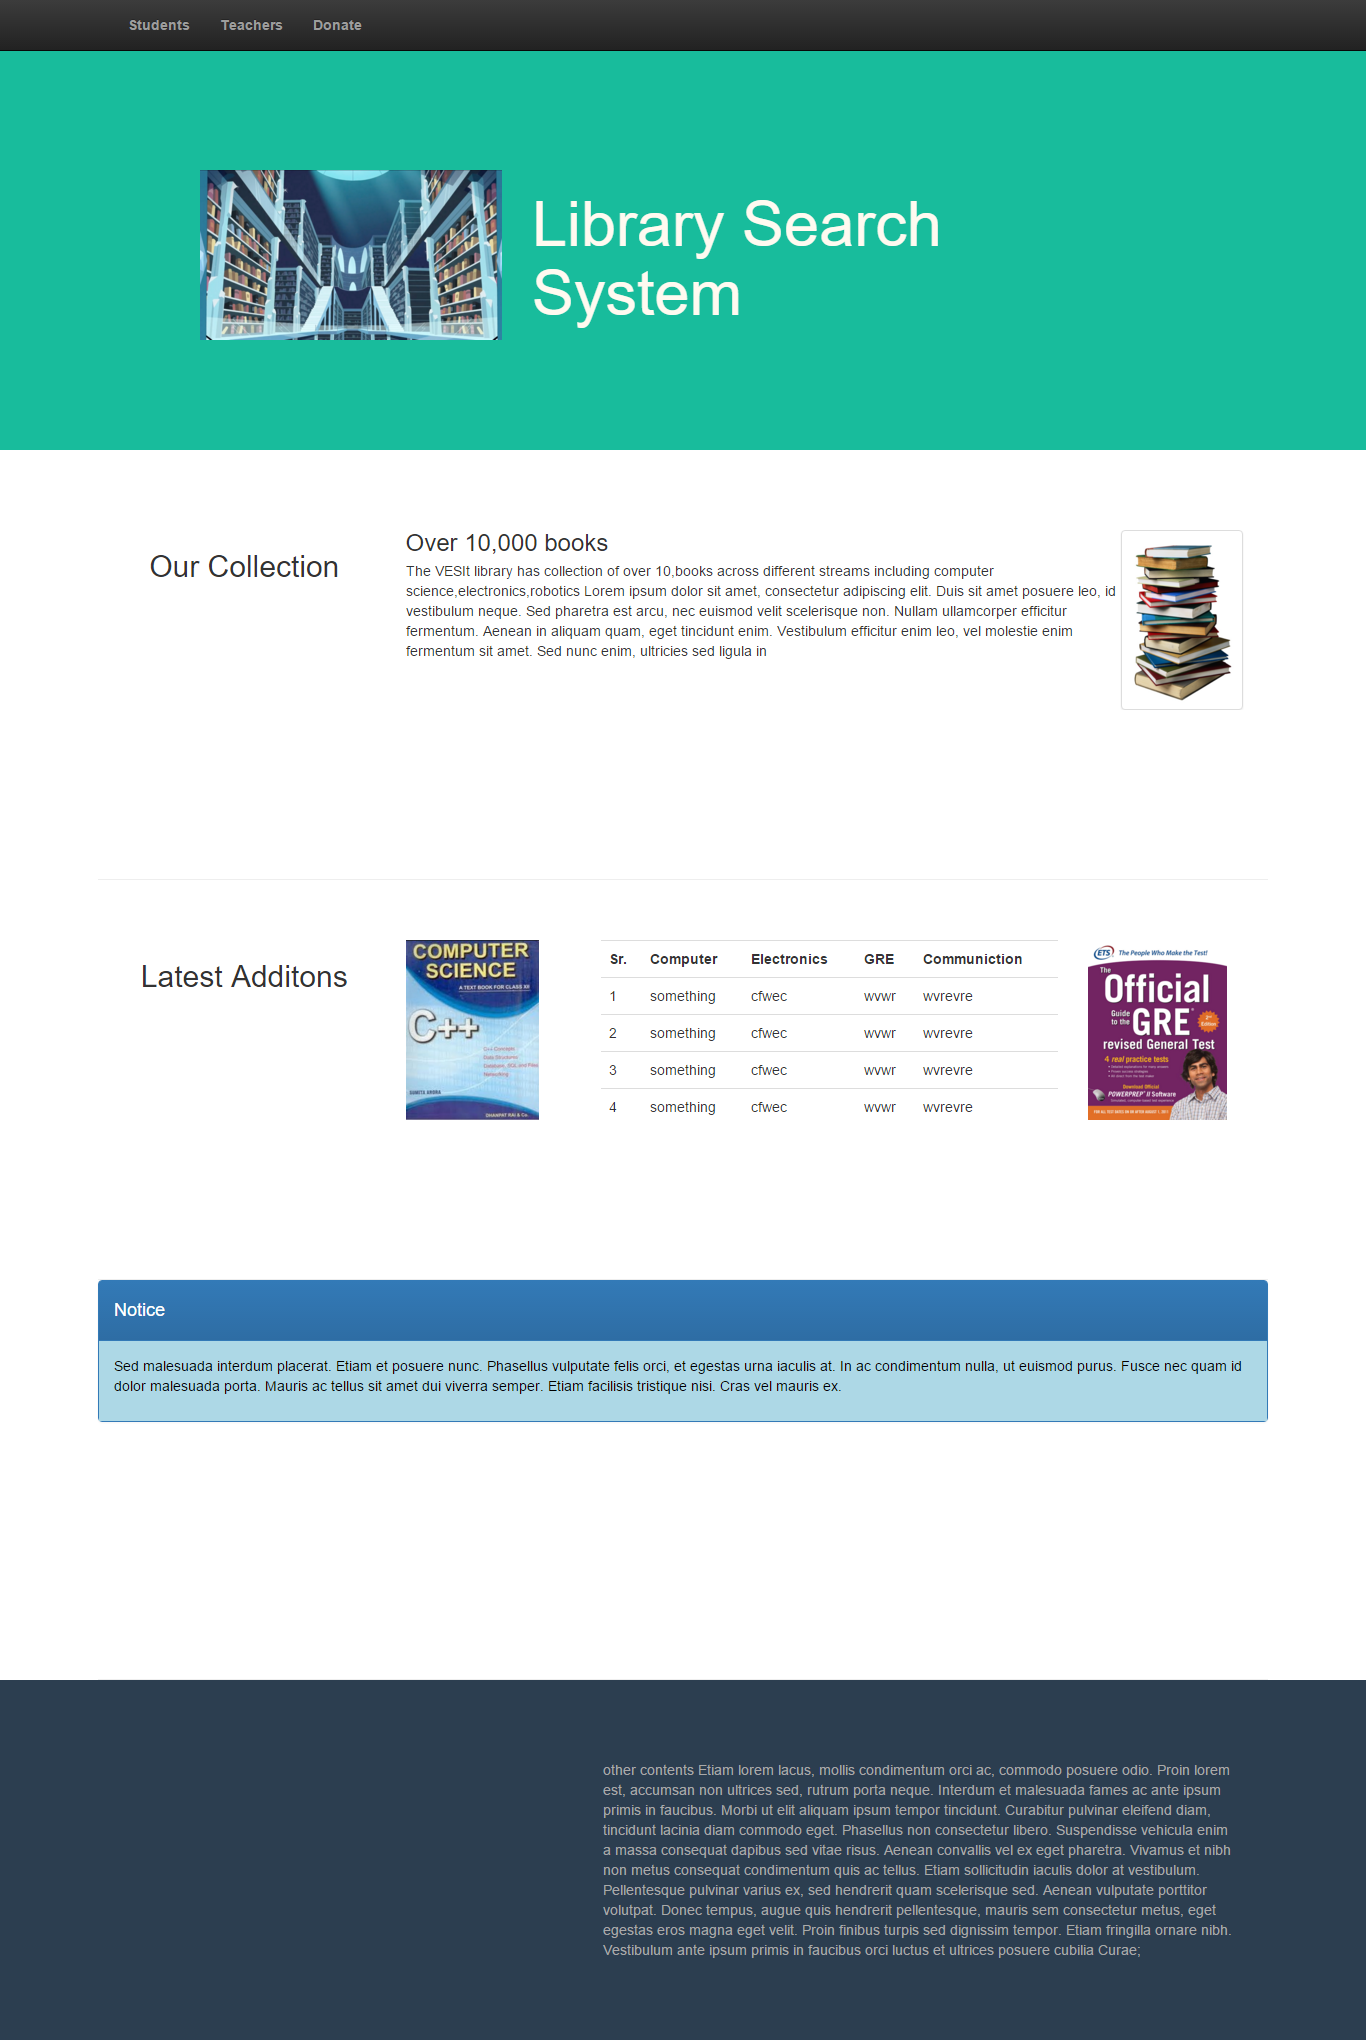 Students Teachers Donate
Library Search
System
Our Collection
Over 10,000 books
The VESIt library has collection of over 10,books across different streams including computer
science,electronics,robotics Lorem ipsum dolor sit amet, consectetur adipiscing elit. Duis sit amet posuere leo, id
vestibulum neque. Sed pharetra est arcu, nec euismod velit scelerisque non. Nullam ullamcorper efficitur
fermentum. Aenean in aliquam quam, eget tincidunt enim. Vestibulum efficitur enim leo, vel molestie enim
fermentum sit amet. Sed nunc enim, ultricies sed ligula in
Latest Additons
COMPUTER
SCIENCE
A TEXT BOOK FOR CLASS XII
C++
SUMITA ARORA
DHANPAT RAI & Co.
Sr. Computer Electronics GRE Communiction
1 something cfwec wvwr wvrevre
2 something cfwec wvwr wvrevre
3 something cfwec wvwr wvrevre
4 something cfwec wvwr wvrevre
ETS The People Who Make the Test!
The
Official
Guide to the GRE
2nd Edition
revised General Test
4 real practice tests
Download Official
POWERPREP II Software
Notice
Sed malesuada interdum placerat. Etiam et posuere nunc. Phasellus vulputate felis orci, et egestas urna iaculis at. In ac condimentum nulla, ut euismod purus. Fusce nec quam id
dolor malesuada porta. Mauris ac tellus sit amet dui viverra semper. Etiam facilisis tristique nisi. Cras vel mauris ex.
other contents Etiam lorem lacus, mollis condimentum orci ac, commodo posuere odio. Proin lorem
est, accumsan non ultrices sed, rutrum porta neque. Interdum et malesuada fames ac ante ipsum
primis in faucibus. Morbi ut elit aliquam ipsum tempor tincidunt. Curabitur pulvinar eleifend diam,
tincidunt lacinia diam commodo eget. Phasellus non consectetur libero. Suspendisse vehicula enim
a massa consequat dapibus sed vitae risus. Aenean convallis vel ex eget pharetra. Vivamus et nibh
non metus consequat condimentum quis ac tellus. Etiam sollicitudin iaculis dolor at vestibulum.
Pellentesque pulvinar varius ex, sed hendrerit quam scelerisque sed. Aenean vulputate porttitor
volutpat. Donec tempus, augue quis hendrerit pellentesque, mauris sem consectetur metus, eget
egestas eros magna eget velit. Proin finibus turpis sed dignissim tempor. Etiam fringilla ornare nibh.
Vestibulum ante ipsum primis in faucibus orci luctus et ultrices posuere cubilia Curae;